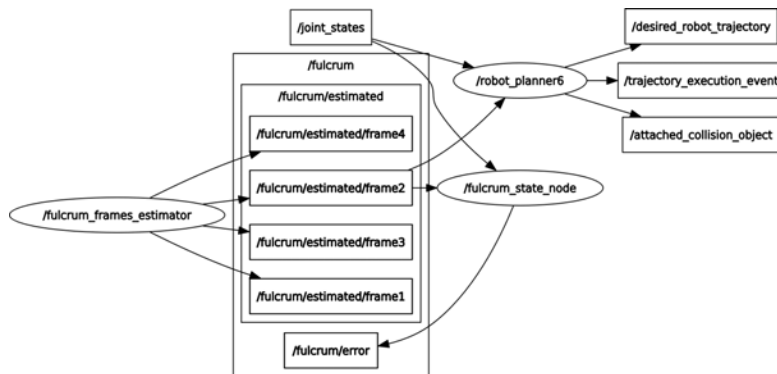 /joint_states
/desired_robot_trajectory
/fulcrum
/robot_planner6
/trajectory_execution_event
/fulcrum/estimated
/fulcrum/estimated/frame4
/attached_collision_object
/fulcrum/estimated/frame2
/fulcrum_state_node
/fulcrum_frames_estimator
/fulcrum/estimated/frame3
/fulcrum/estimated/frame1
/fulcrum/error